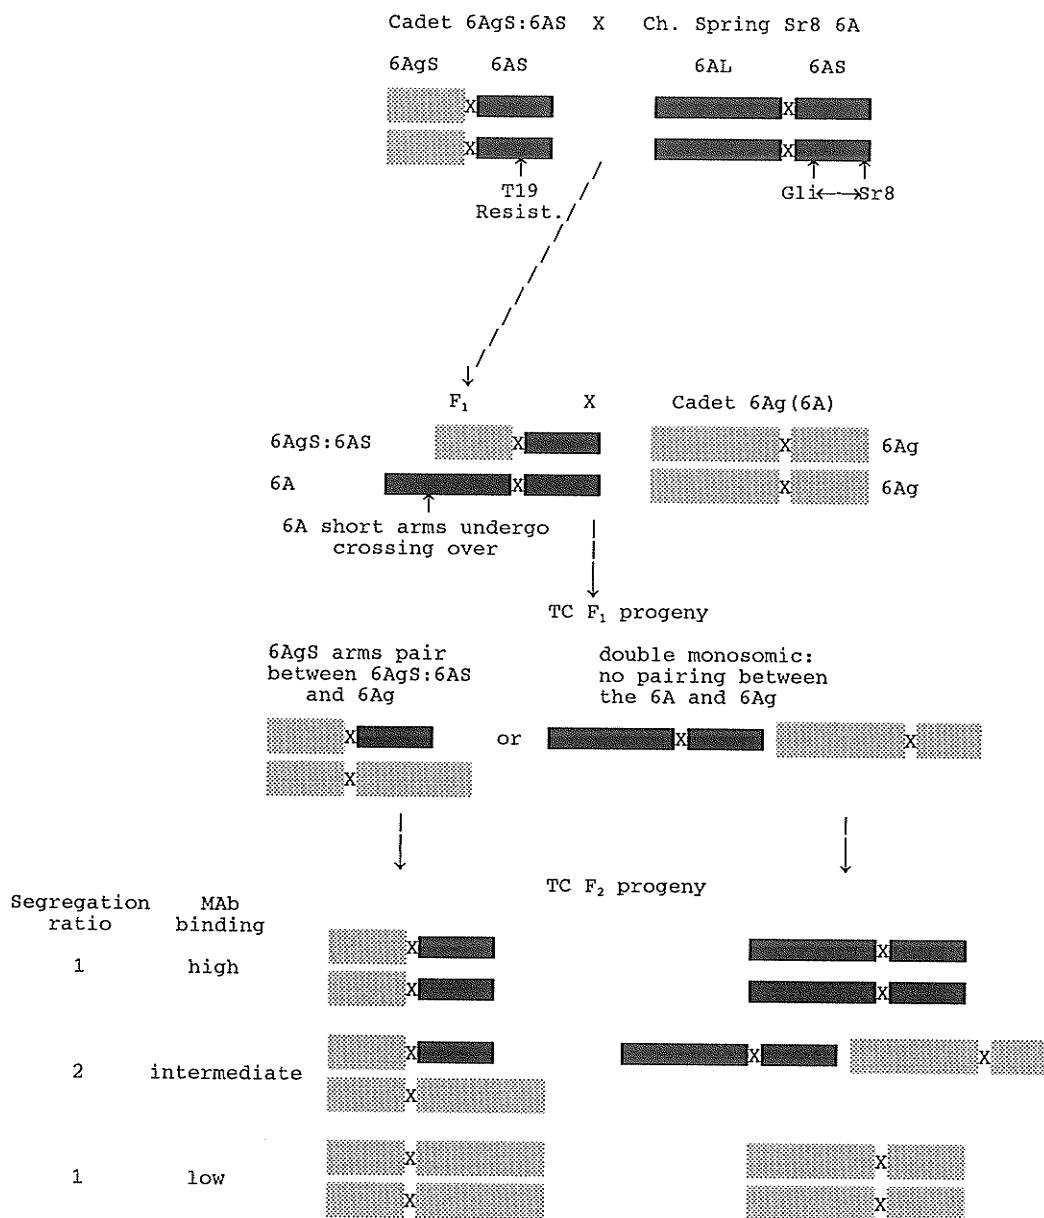 Cadet 6AgS:6AS X Ch. Spring Sr8 6A
6AgS 6AS 6AL 6AS
X X
X X
T19
Resist.
Gli←→Sr8
F₁ X Cadet 6Ag(6A)
6AgS:6AS X X 6Ag
6A X X 6Ag
6A short arms undergo
crossing over
TC F₁ progeny
6AgS arms pair
between 6AgS:6AS
and 6Ag
double monosomic:
no pairing between
the 6A and 6Ag
X or X X
X
TC F₂ progeny
Segregation
ratio
MAb
binding
X X
1 high
X X
X X X
2 intermediate
X
X X
1 low
X X